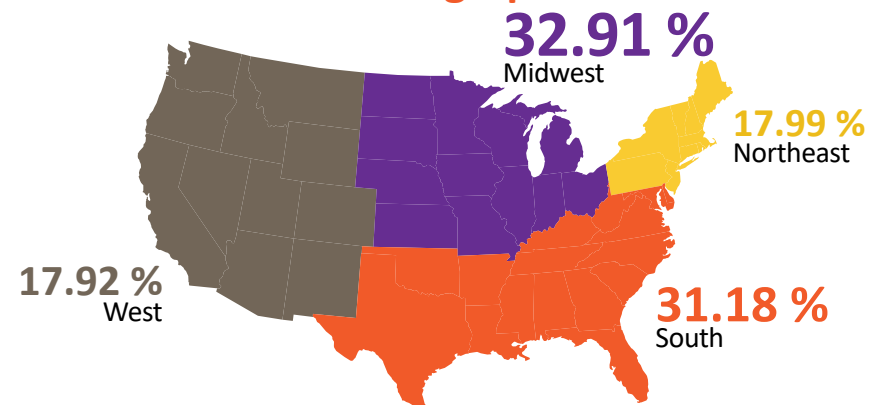 32.91 %
Midwest
17.99 %
Northeast
17.92 %
West
31.18 %
South